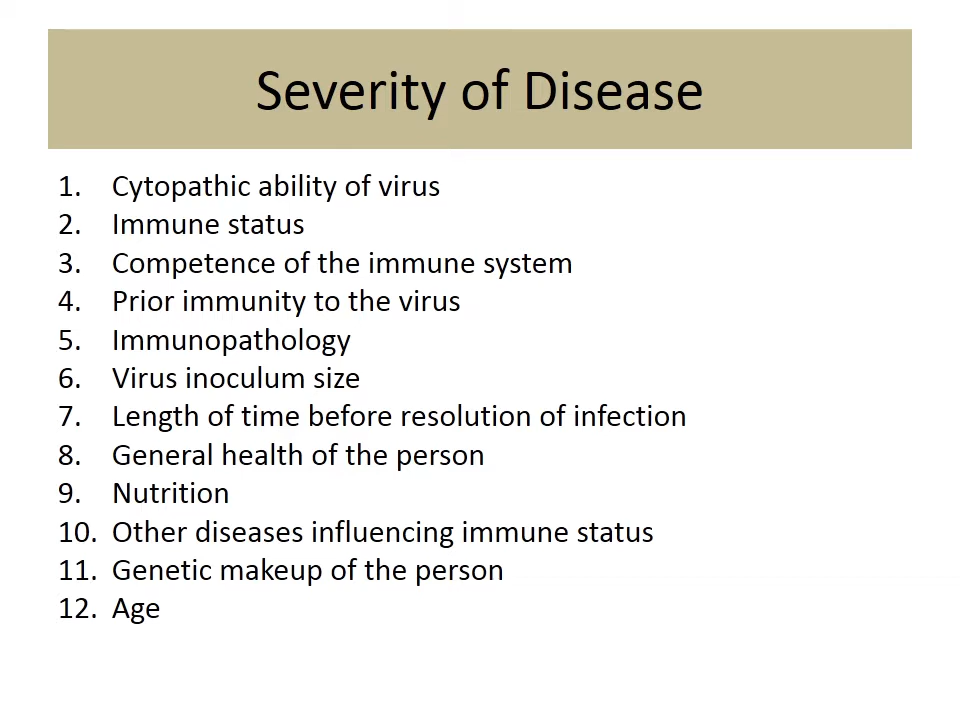 Severity of Disease
1. Cytopathic ability of virus
2. Immune status
3. Competence of the immune system
4. Prior immunity to the virus
5. Immunopathology
6. Virus inoculum size
7. Length of time before resolution of infection
8. General health of the person
9. Nutrition
10. Other diseases influencing immune status
11. Genetic makeup of the person
12. Age